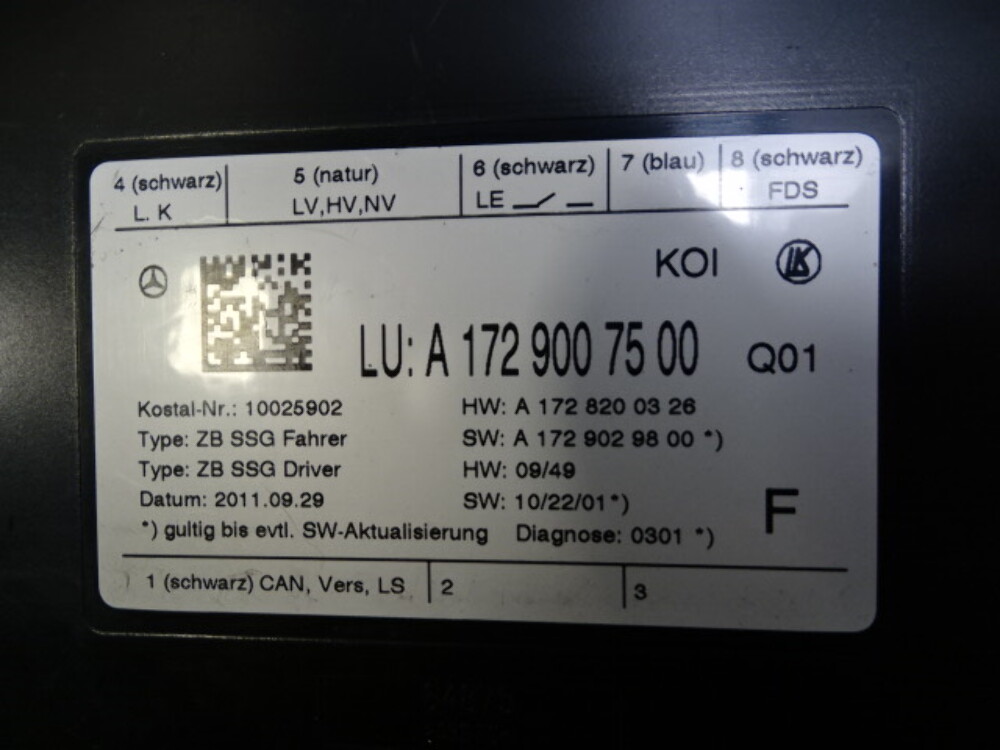 4 (schwarz) 5 (natur) 6 (schwarz) 7 (blau) 8 (schwarz)
L. K LV,HV,NV LE FDS
KOI
LU: A 172 900 75 00 Q01
Kostal-Nr.: 10025902 HW: A 172 820 03 26
Type: ZB SSG Fahrer SW: A 172 902 98 00 *)
Type: ZB SSG Driver HW: 09/49
Datum: 2011.09.29 SW: 10/22/01*)
F
*) gultig bis evtl. SW-Aktualisierung Diagnose: 0301 *)
1 (schwarz) CAN, Vers, LS 2 3